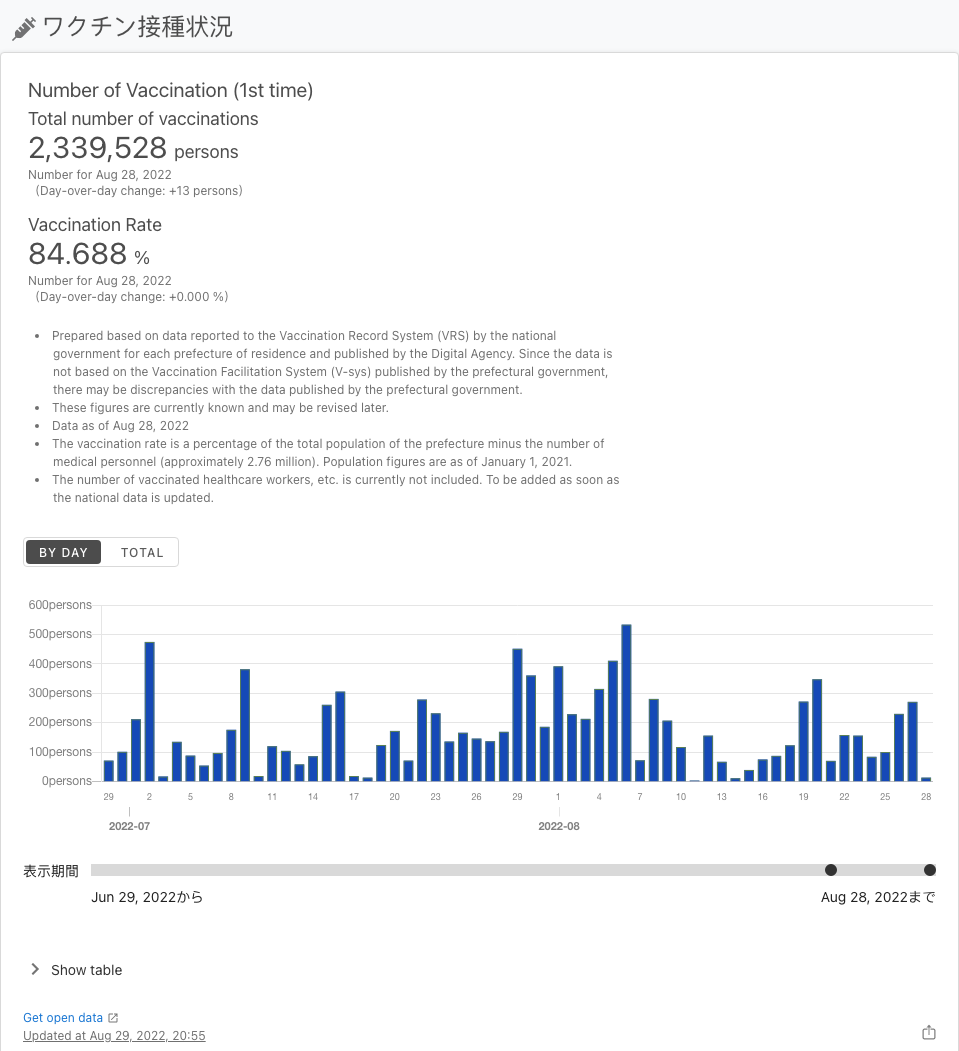 ワクチン接種状況
Number of Vaccination (1st time)
Total number of vaccinations
2,339,528 persons
Number for Aug 28, 2022
(Day-over-day change: +13 persons)
Vaccination Rate
84.688 %
Number for Aug 28, 2022
(Day-over-day change: +0.000 %)
• Prepared based on data reported to the Vaccination Record System (VRS) by the national
government for each prefecture of residence and published by the Digital Agency. Since the data is
not based on the Vaccination Facilitation System (V-sys) published by the prefectural government,
there may be discrepancies with the data published by the prefectural government.
• These figures are currently known and may be revised later.
• Data as of Aug 28, 2022
• The vaccination rate is a percentage of the total population of the prefecture minus the number of
medical personnel (approximately 2.76 million). Population figures are as of January 1, 2021.
• The number of vaccinated healthcare workers, etc. is currently not included. To be added as soon as
the national data is updated.
BY DAY TOTAL
600persons
500persons
400persons
300persons
200persons
100persons
0persons
29 2 5 8 11 14 17 20 23 26 29 1 4 7 10 13 16 19 22 25 28
2022-07 2022-08
表示期間
Jun 29, 2022から Aug 28, 2022まで
Show table
Get open data
Updated at Aug 29, 2022, 20:55